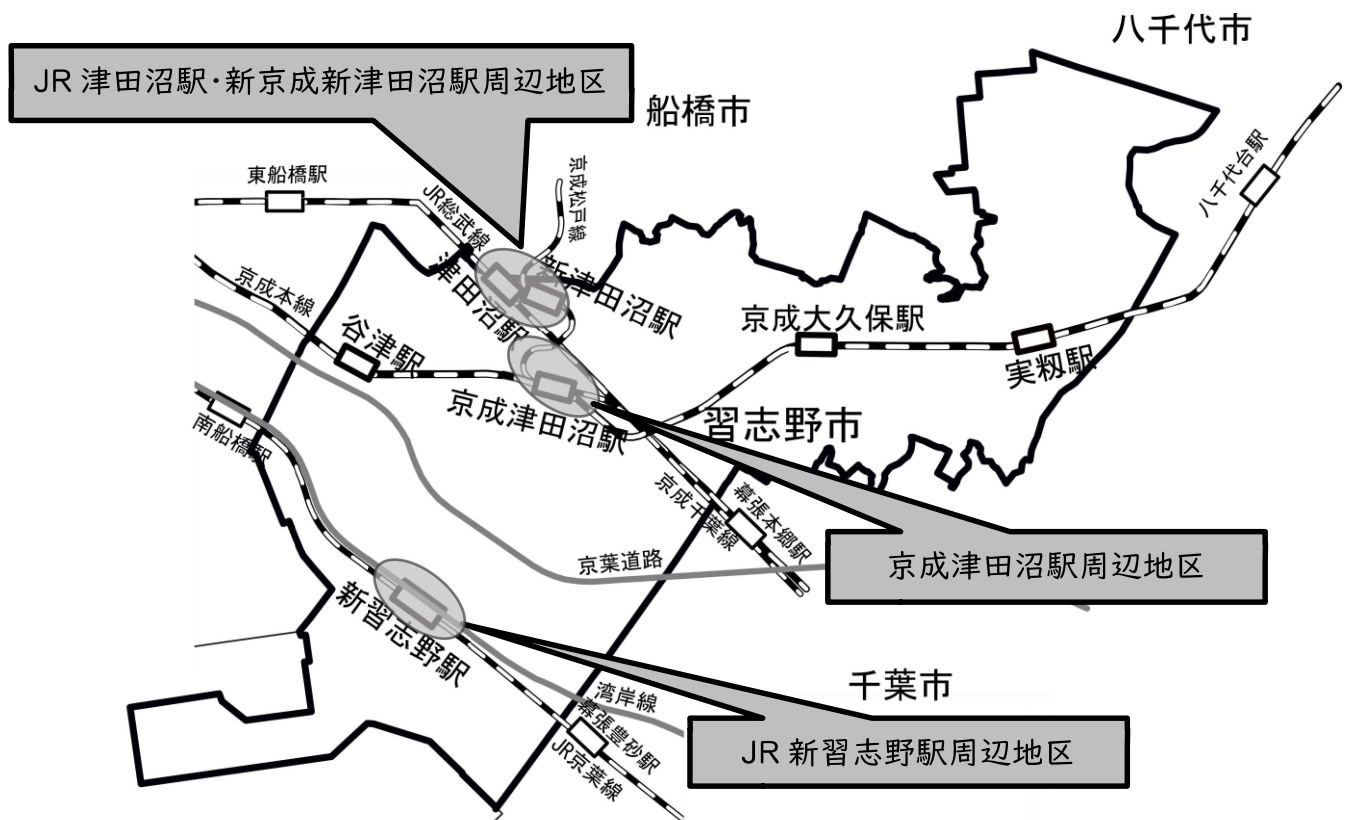 八千代市
JR 津田沼駅・新京成新津田沼駅周辺地区
船橋市
東船橋駅
JR総武線
京成松戸線
八千代台駅
京成本線
津田沼駅
新津田沼駅
谷津駅
京成大久保駅
実籾駅
京成津田沼駅
習志野市
南船橋駅
京成千葉線
幕張本郷駅
京葉道路
京成津田沼駅周辺地区
新習志野駅
千葉市
湾岸線
幕張豊砂駅
JR京葉線
JR 新習志野駅周辺地区